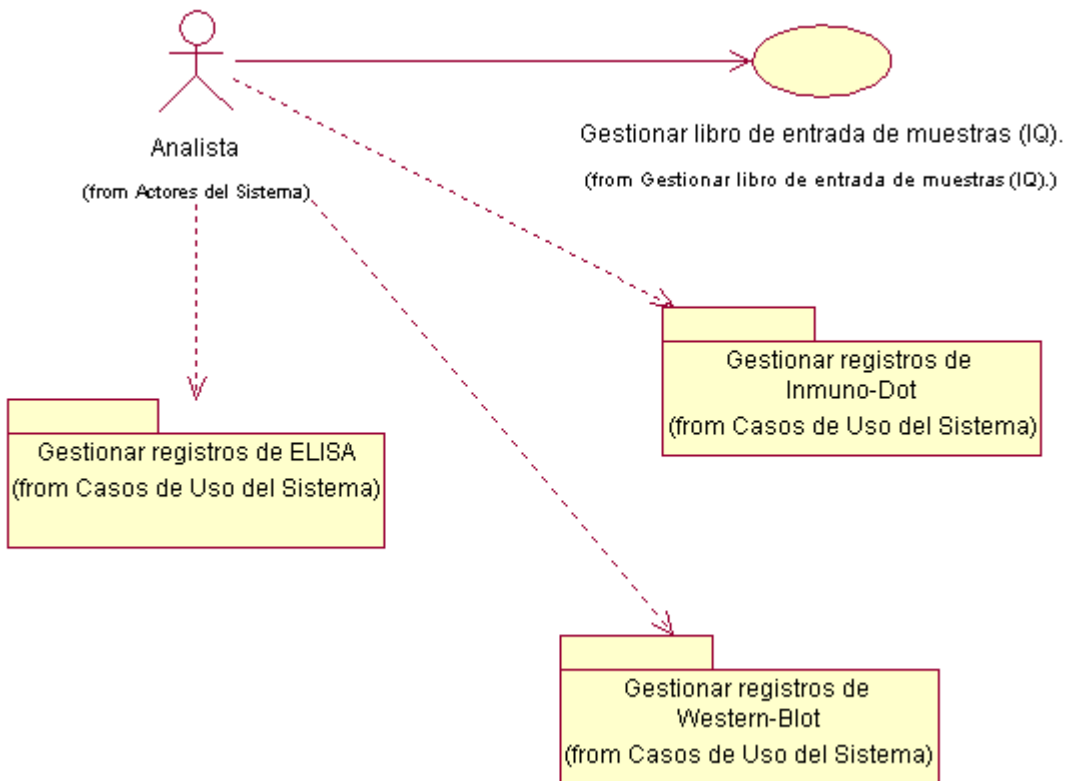 Analista
(from Actores del Sistema)
Gestionar libro de entrada de muestras (IQ).
(from Gestionar libro de entrada de muestras (IQ).)
Gestionar registros de
Inmuno-Dot
(from Casos de Uso del Sistema)
Gestionar registros de ELISA
(from Casos de Uso del Sistema)
Gestionar registros de
Western-Blot
(from Casos de Uso del Sistema)